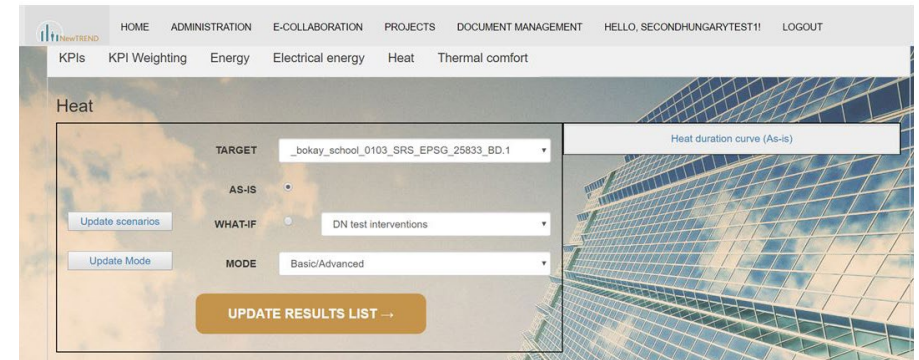 NewTREND HOME ADMINISTRATION E-COLLABORATION PROJECTS DOCUMENT MANAGEMENT HELLO, SECONDHUNGARYTEST1! LOGOUT
KPIs KPI Weighting Energy Electrical energy Heat Thermal comfort
Heat
TARGET _bokay_school_0103_SRS_EPSG_25833_BD.1
Heat duration curve (As-is)
AS-IS
Update scenarios WHAT-IF DN test interventions
Update Mode MODE Basic/Advanced
UPDATE RESULTS LIST→